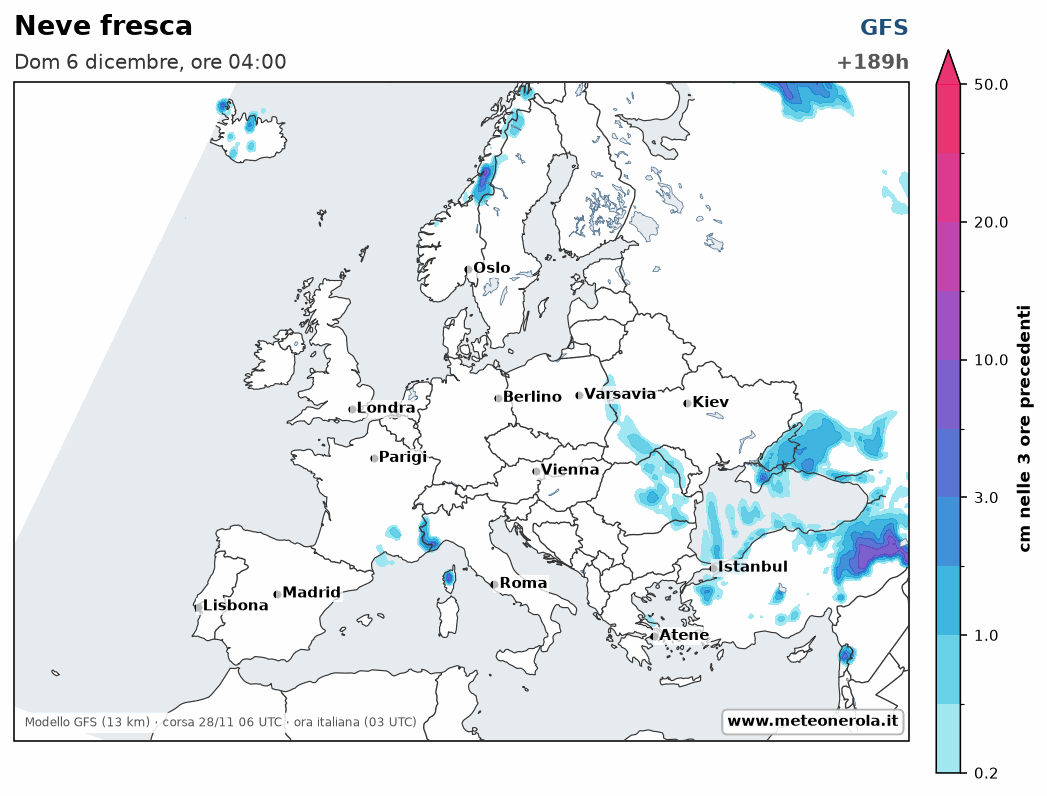 Neve fresca
GFS
Dom 6 dicembre, ore 04:00
+189h
50.0
20.0
10.0
3.0
1.0
0.2
cm nelle 3 ore precedenti
Oslo
Berlino
Varsavia
Kiev
Londra
Parigi
Vienna
Istanbul
Roma
Madrid
Lisbona
Atene
Modello GFS (13 km) · corsa 28/11 06 UTC · ora italiana (03 UTC)
www.meteonerola.it